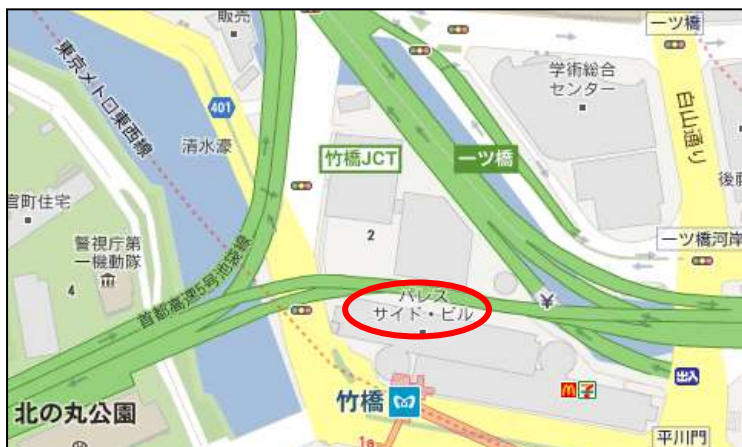 販売
一ツ橋
東京メトロ東西線
401
学術総合
センター
清水濠
竹橋JCT
一ツ橋
白山通り
官町住宅
後藤
警視庁第
一機動隊
2
一ツ橋河岸
4
首都高速5号池袋線
パレス
サイド・ビル
¥
出入
竹橋
北の丸公園
平川門
1a